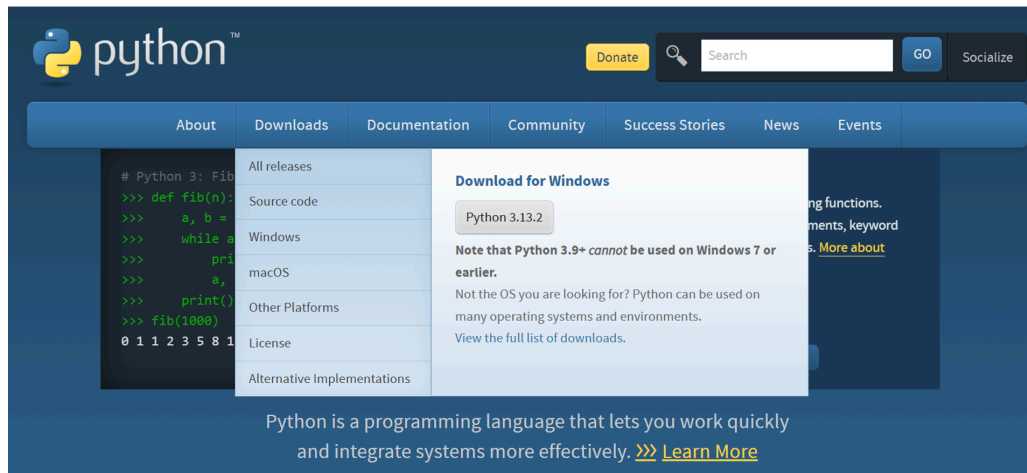 python™
Donate
Search
GO
Socialize
About
Downloads
Documentation
Community
Success Stories
News
Events
All releases
Source code
Windows
macOS
Other Platforms
License
Alternative Implementations
Download for Windows
Python 3.13.2
Note that Python 3.9+ cannot be used on Windows 7 or
earlier.
Not the OS you are looking for? Python can be used on
many operating systems and environments.
View the full list of downloads.
# Python 3: Fib
>>> def fib(n):
>>>     a, b =
>>>     while a
>>>         pri
>>>         a,
>>>     print()
>>> fib(1000)
0 1 1 2 3 5 8 1
ng functions.
ments, keyword
s. More about
Python is a programming language that lets you work quickly
and integrate systems more effectively. >>> Learn More